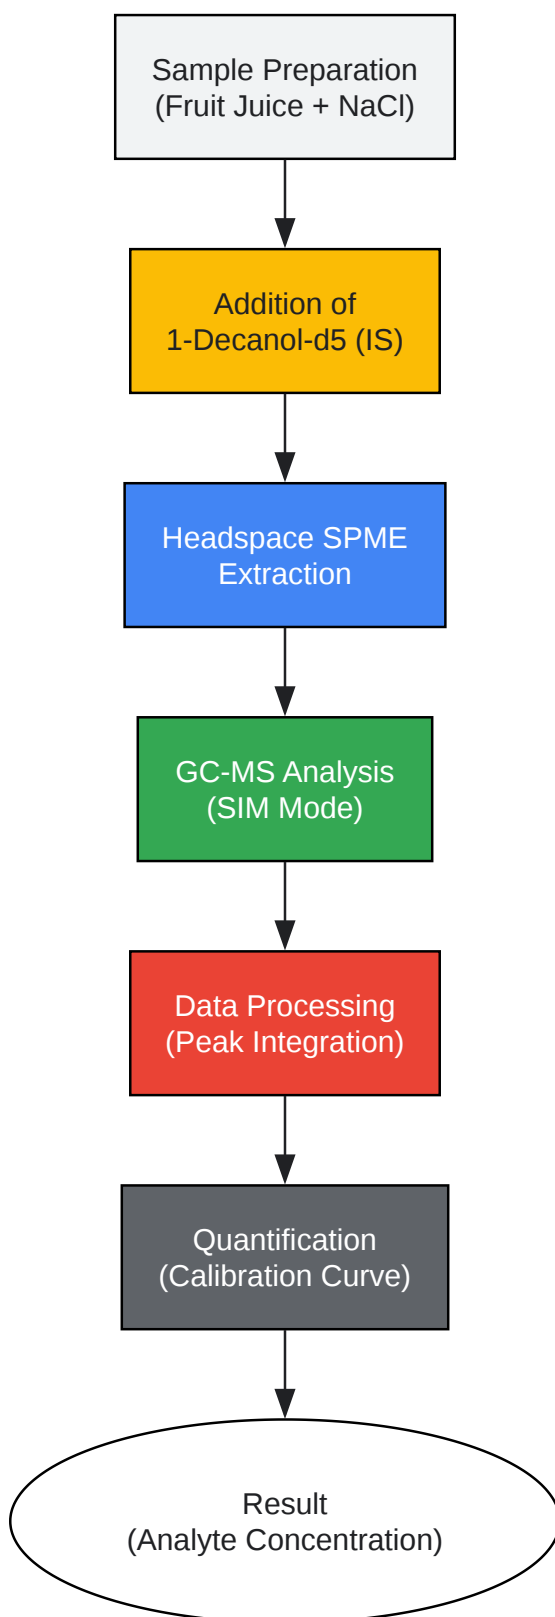 Sample Preparation
(Fruit Juice + NaCl)
Addition of
1-Decanol-d5 (IS)
Headspace SPME
Extraction
GC-MS Analysis
(SIM Mode)
Data Processing
(Peak Integration)
Quantification
(Calibration Curve)
Result
(Analyte Concentration)